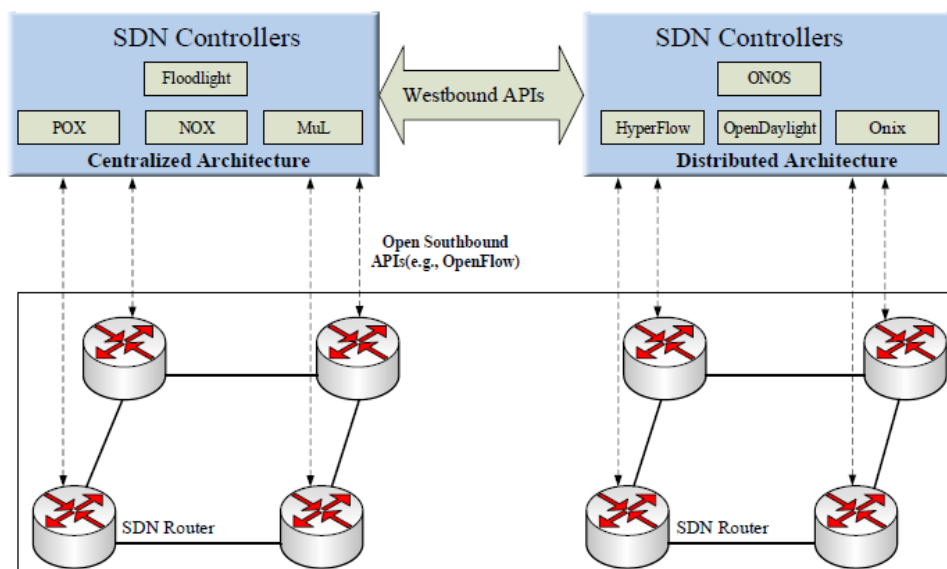 SDN Controllers
Floodlight
POX
NOX
MuL
Centralized Architecture
Westbound APIs
SDN Controllers
ONOS
HyperFlow
OpenDaylight
Onix
Distributed Architecture
Open Southbound
APIs(e.g., OpenFlow)
SDN Router
SDN Router